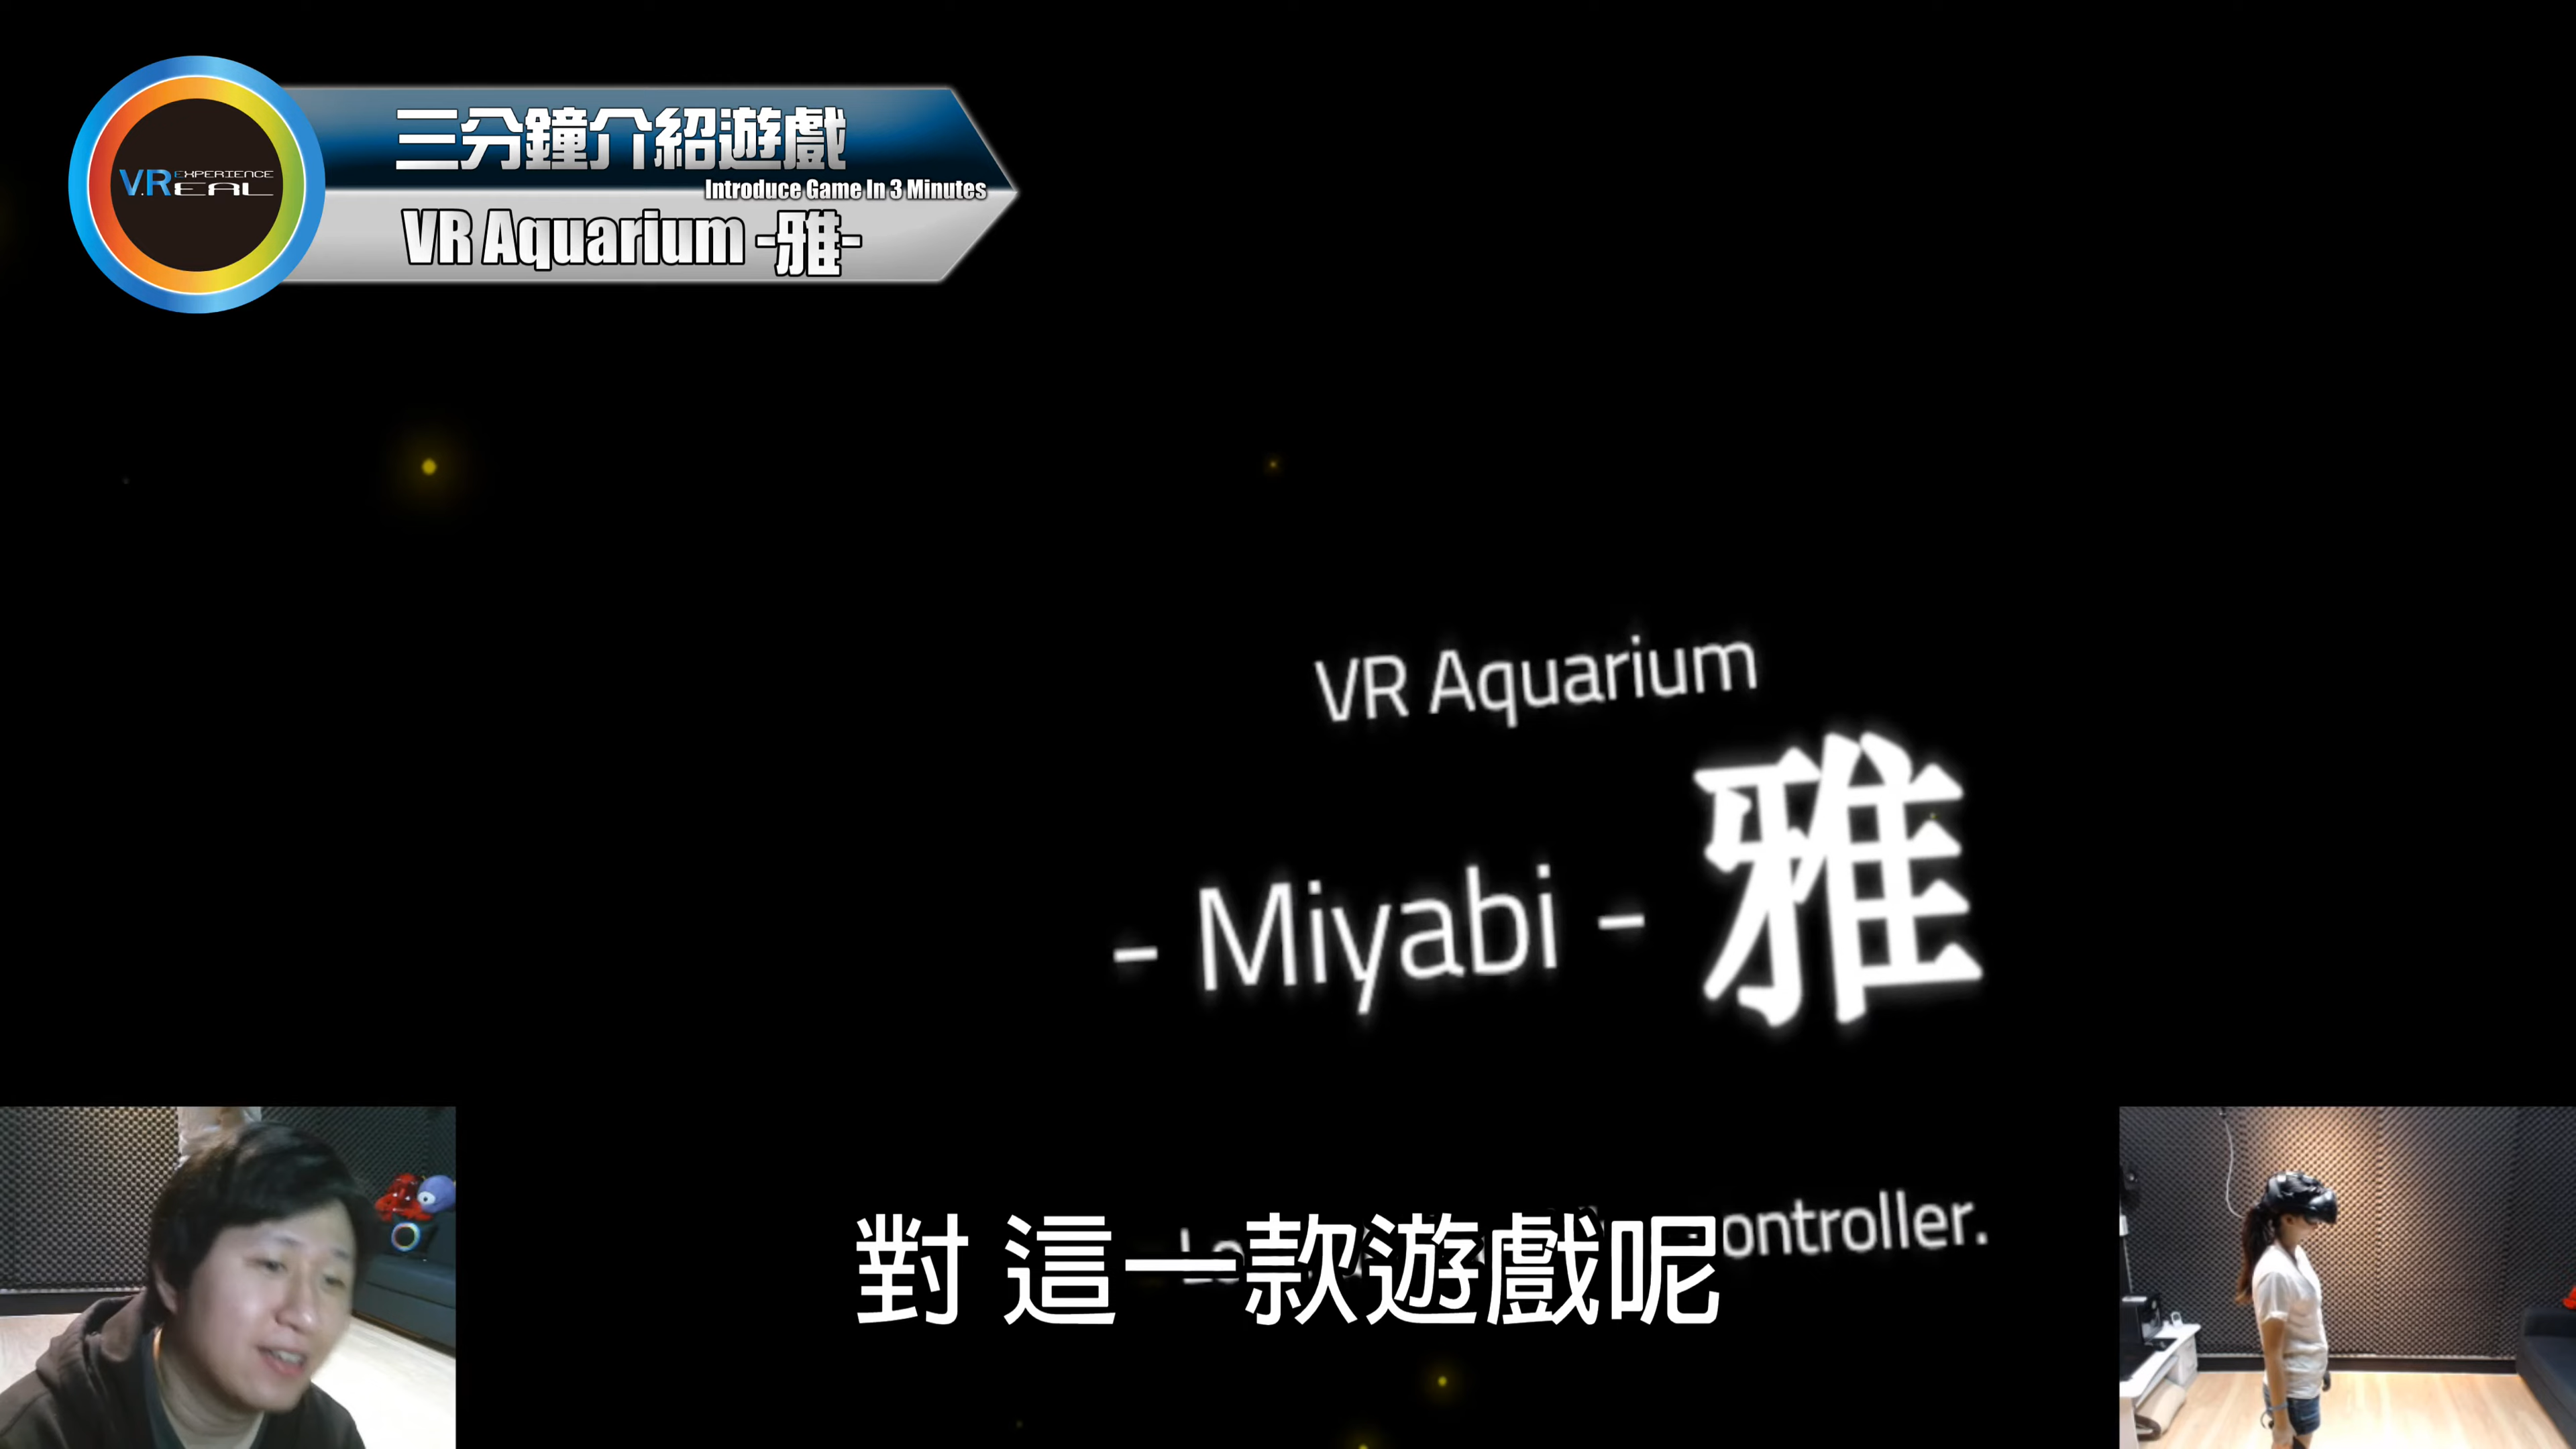 V.R EXPERIENCE
REAL
三分鐘介紹遊戲
Introduce Game In 3 Minutes
VR Aquarium -雅-
VR Aquarium
- Miyabi - 雅
對 這一款遊戲呢